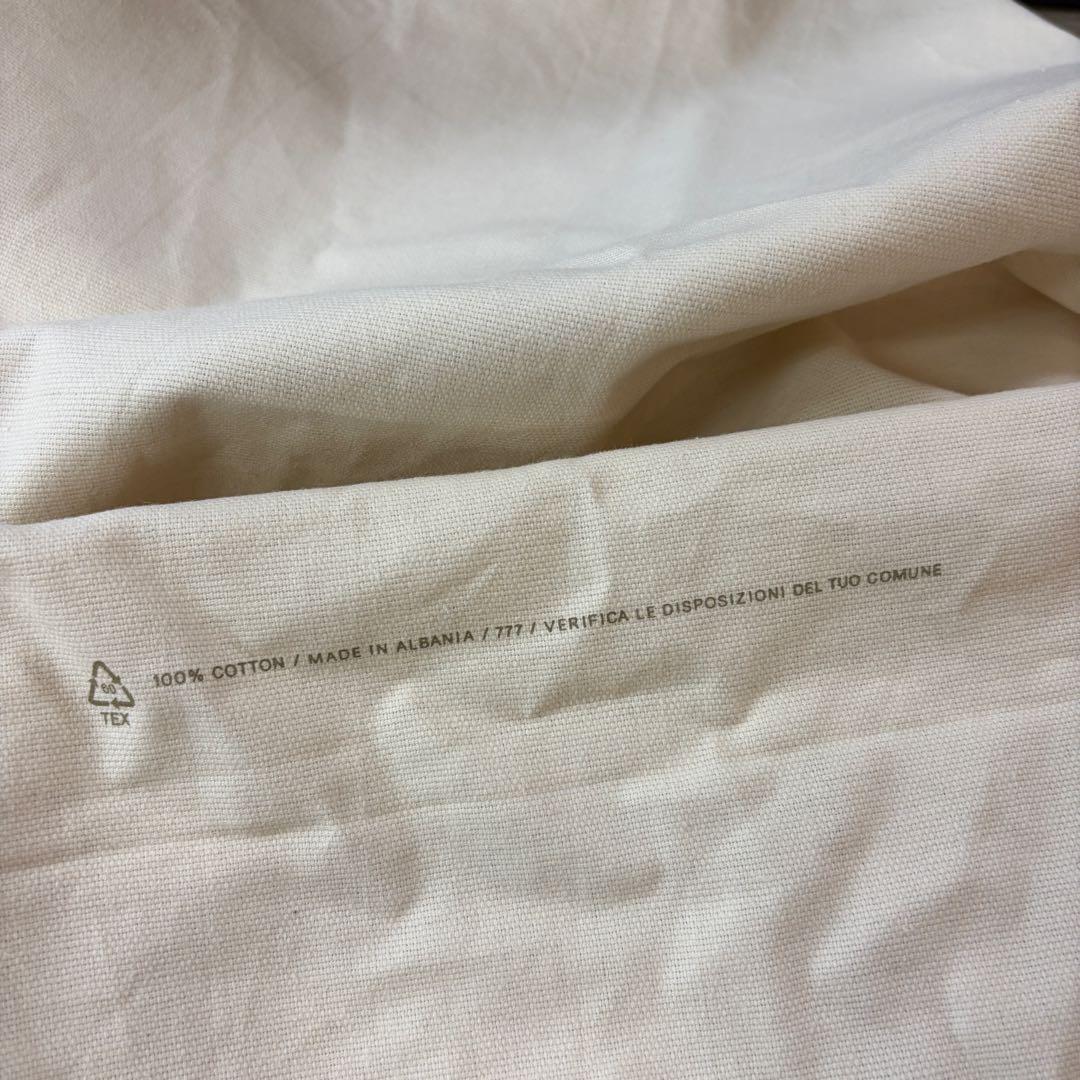 100% COTTON / MADE IN ALBANIA / 777 / VERIFICA LE DISPOSIZIONI DEL TUO COMUNE
60
TEX